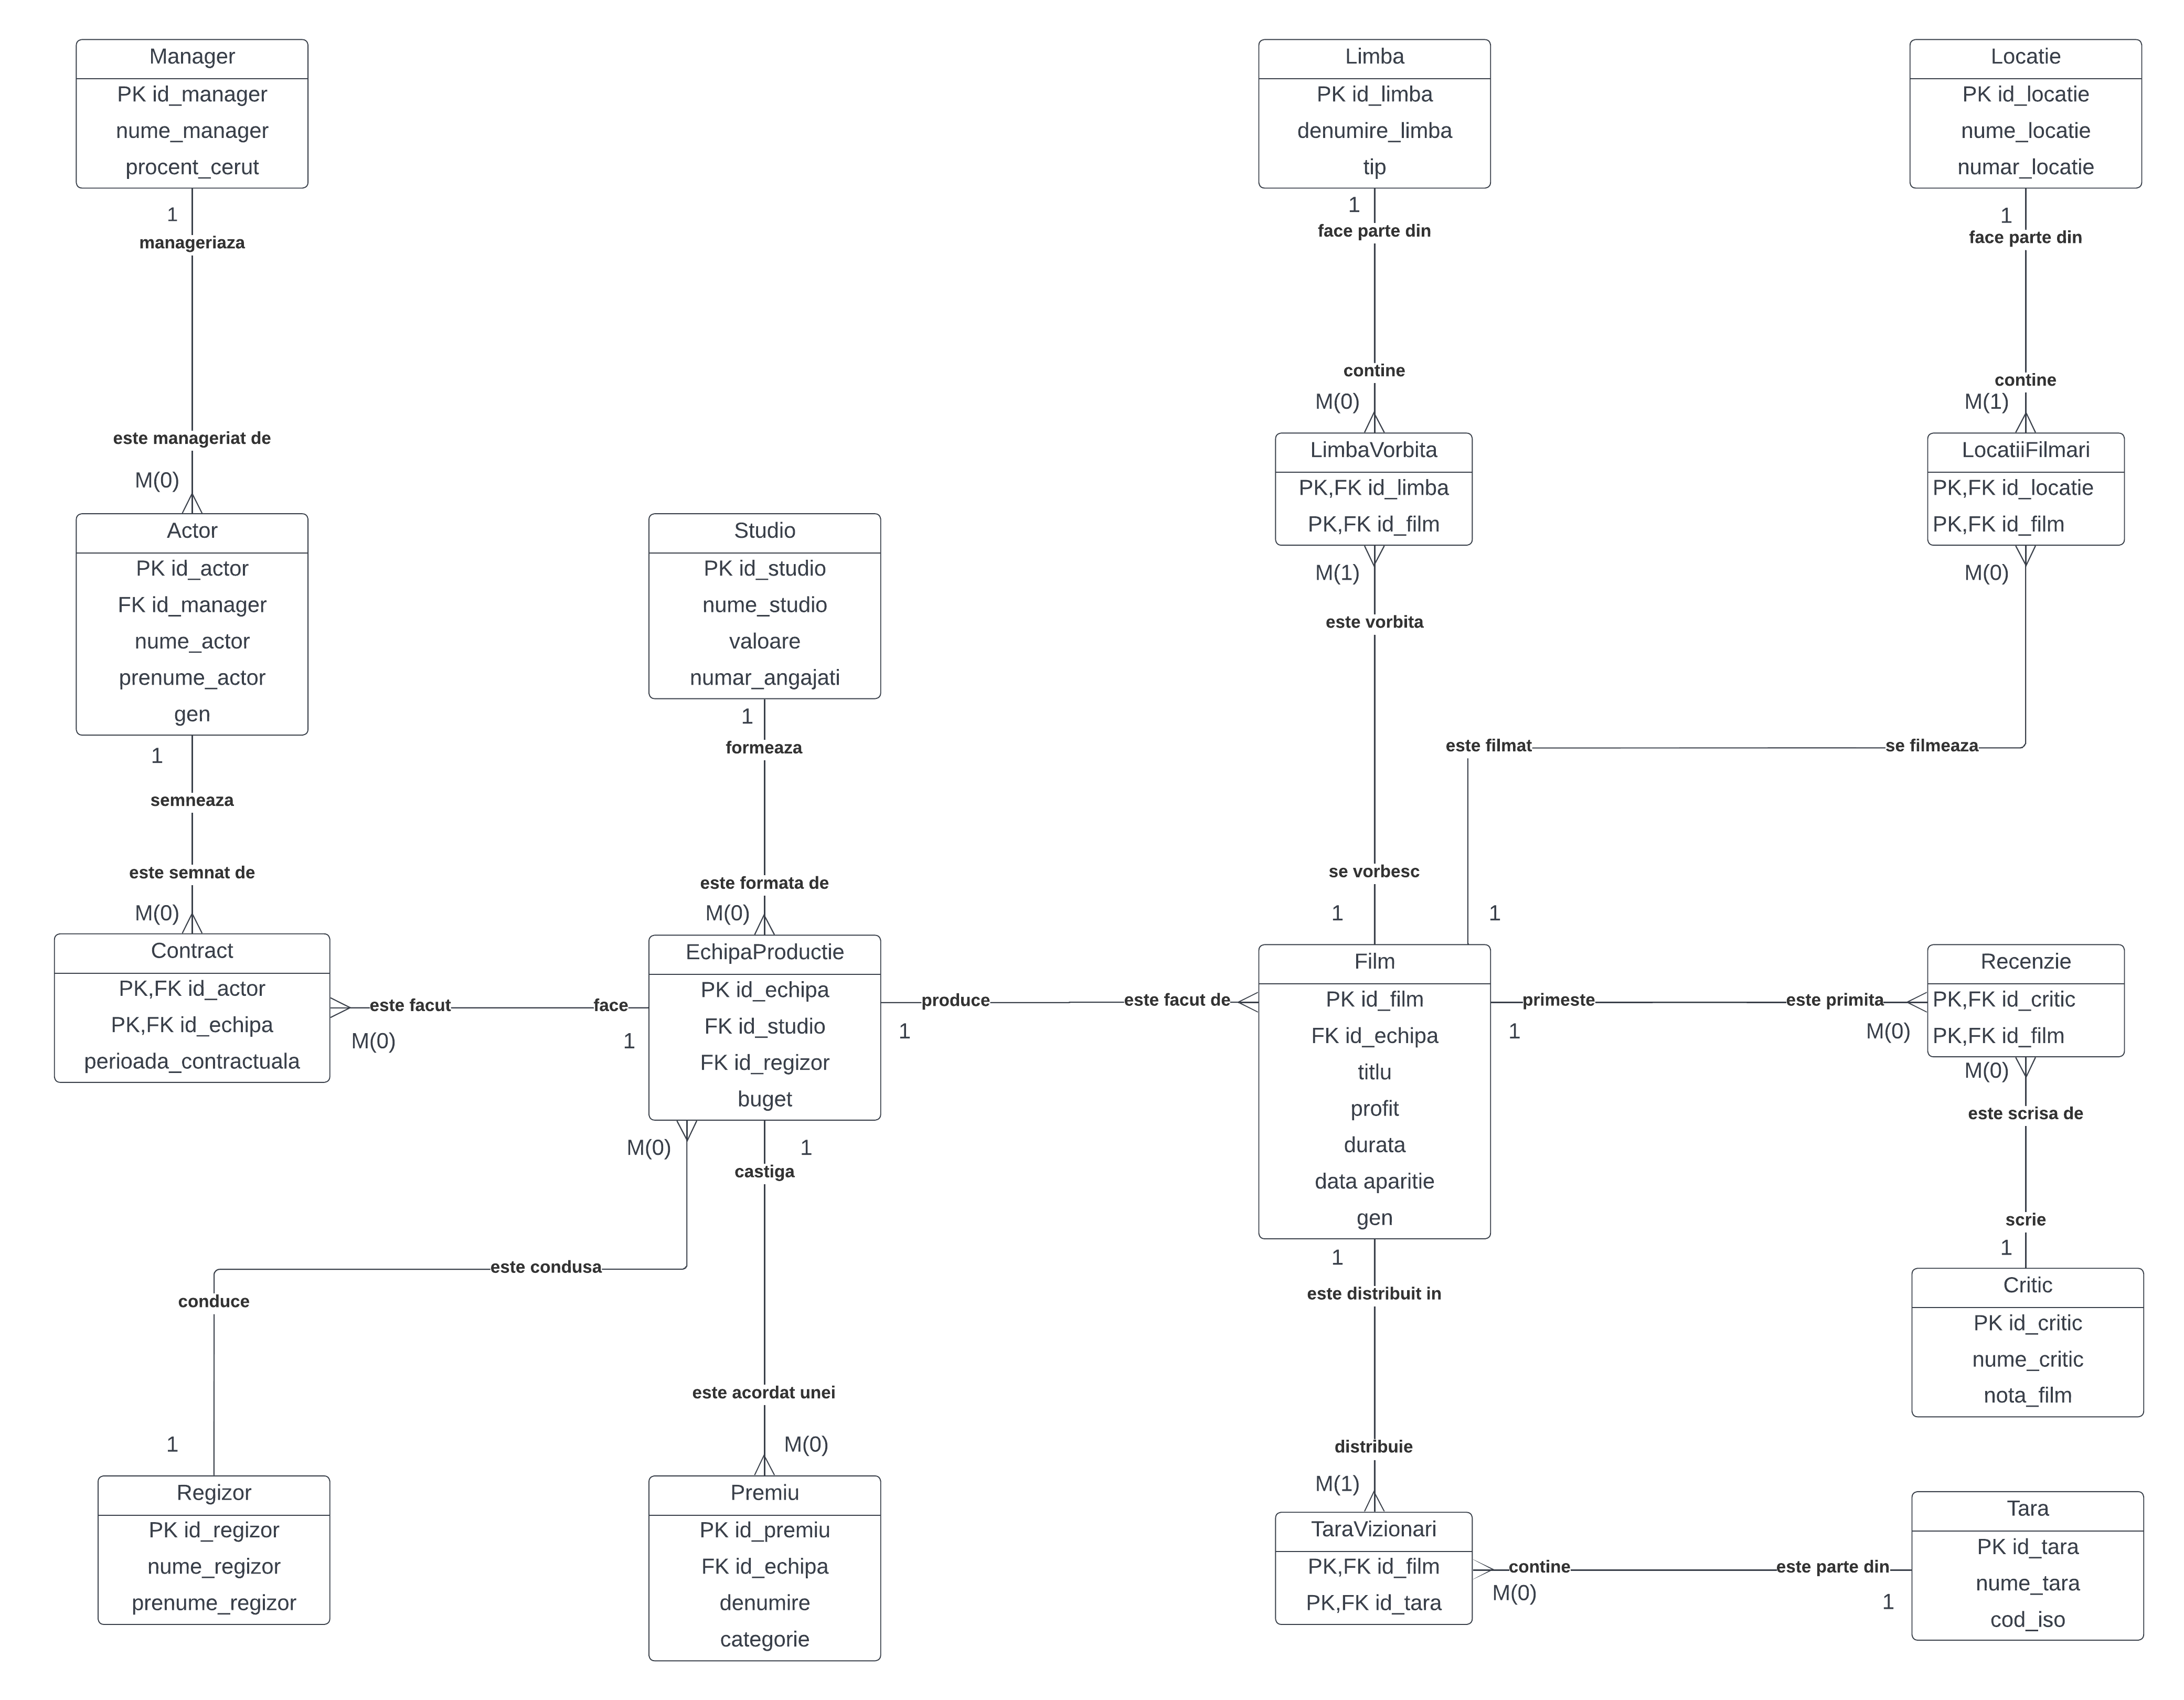 Manager
PK id_manager
nume_manager
procent_cerut
1
manageriaza
este manageriat de
M(0)
Actor
PK id_actor
FK id_manager
nume_actor
prenume_actor
gen
1
semneaza
este semnat de
M(0)
Contract
PK,FK id_actor
PK,FK id_echipa
perioada_contractuala
este facut
M(0)
face
1
Studio
PK id_studio
nume_studio
valoare
numar_angajati
1
formeaza
este formata de
M(0)
EchipaProductie
PK id_echipa
FK id_studio
FK id_regizor
buget
M(0)
este condusa
conduce
1
Regizor
PK id_regizor
nume_regizor
prenume_regizor
1
castiga
este acordat unei
M(0)
Premiu
PK id_premiu
FK id_echipa
denumire
categorie
produce
1
este facut de
Limba
PK id_limba
denumire_limba
tip
1
face parte din
contine
M(0)
LimbaVorbita
PK,FK id_limba
PK,FK id_film
M(1)
este vorbita
se vorbesc
1
Locatie
PK id_locatie
nume_locatie
numar_locatie
1
face parte din
contine
M(1)
LocatiiFilmari
PK,FK id_locatie
PK,FK id_film
M(0)
se filmeaza
este filmat
1
Film
PK id_film
FK id_echipa
titlu
profit
durata
data aparitie
gen
primeste
1
este primita
M(0)
Recenzie
PK,FK id_critic
PK,FK id_film
M(0)
este scrisa de
scrie
1
Critic
PK id_critic
nume_critic
nota_film
1
este distribuit in
distribuie
M(1)
TaraVizionari
PK,FK id_film
PK,FK id_tara
contine
M(0)
este parte din
1
Tara
PK id_tara
nume_tara
cod_iso